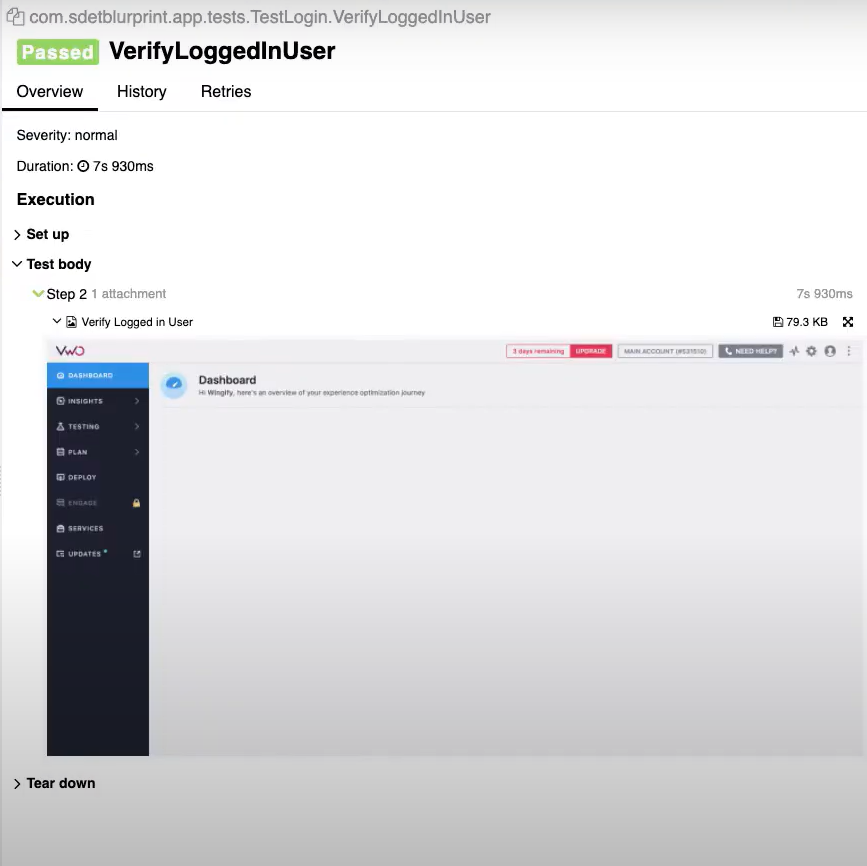 com.sdetblurprint.app.tests.TestLogin.VerifyLoggedInUser
Passed VerifyLoggedInUser
Overview History Retries
Severity: normal
Duration: 7s 930ms
Execution
Set up
Test body
Step 2 1 attachment 7s 930ms
Verify Logged in User 79.3 KB
VWO 3 days remaining UPGRADE MAIN ACCOUNT (#531510) NEED HELP?
DASHBOARD
Dashboard
Hi Wingify, here's an overview of your experience optimization journey
INSIGHTS
TESTING
PLAN
DEPLOY
ENGAGE
SERVICES
UPDATES
Tear down